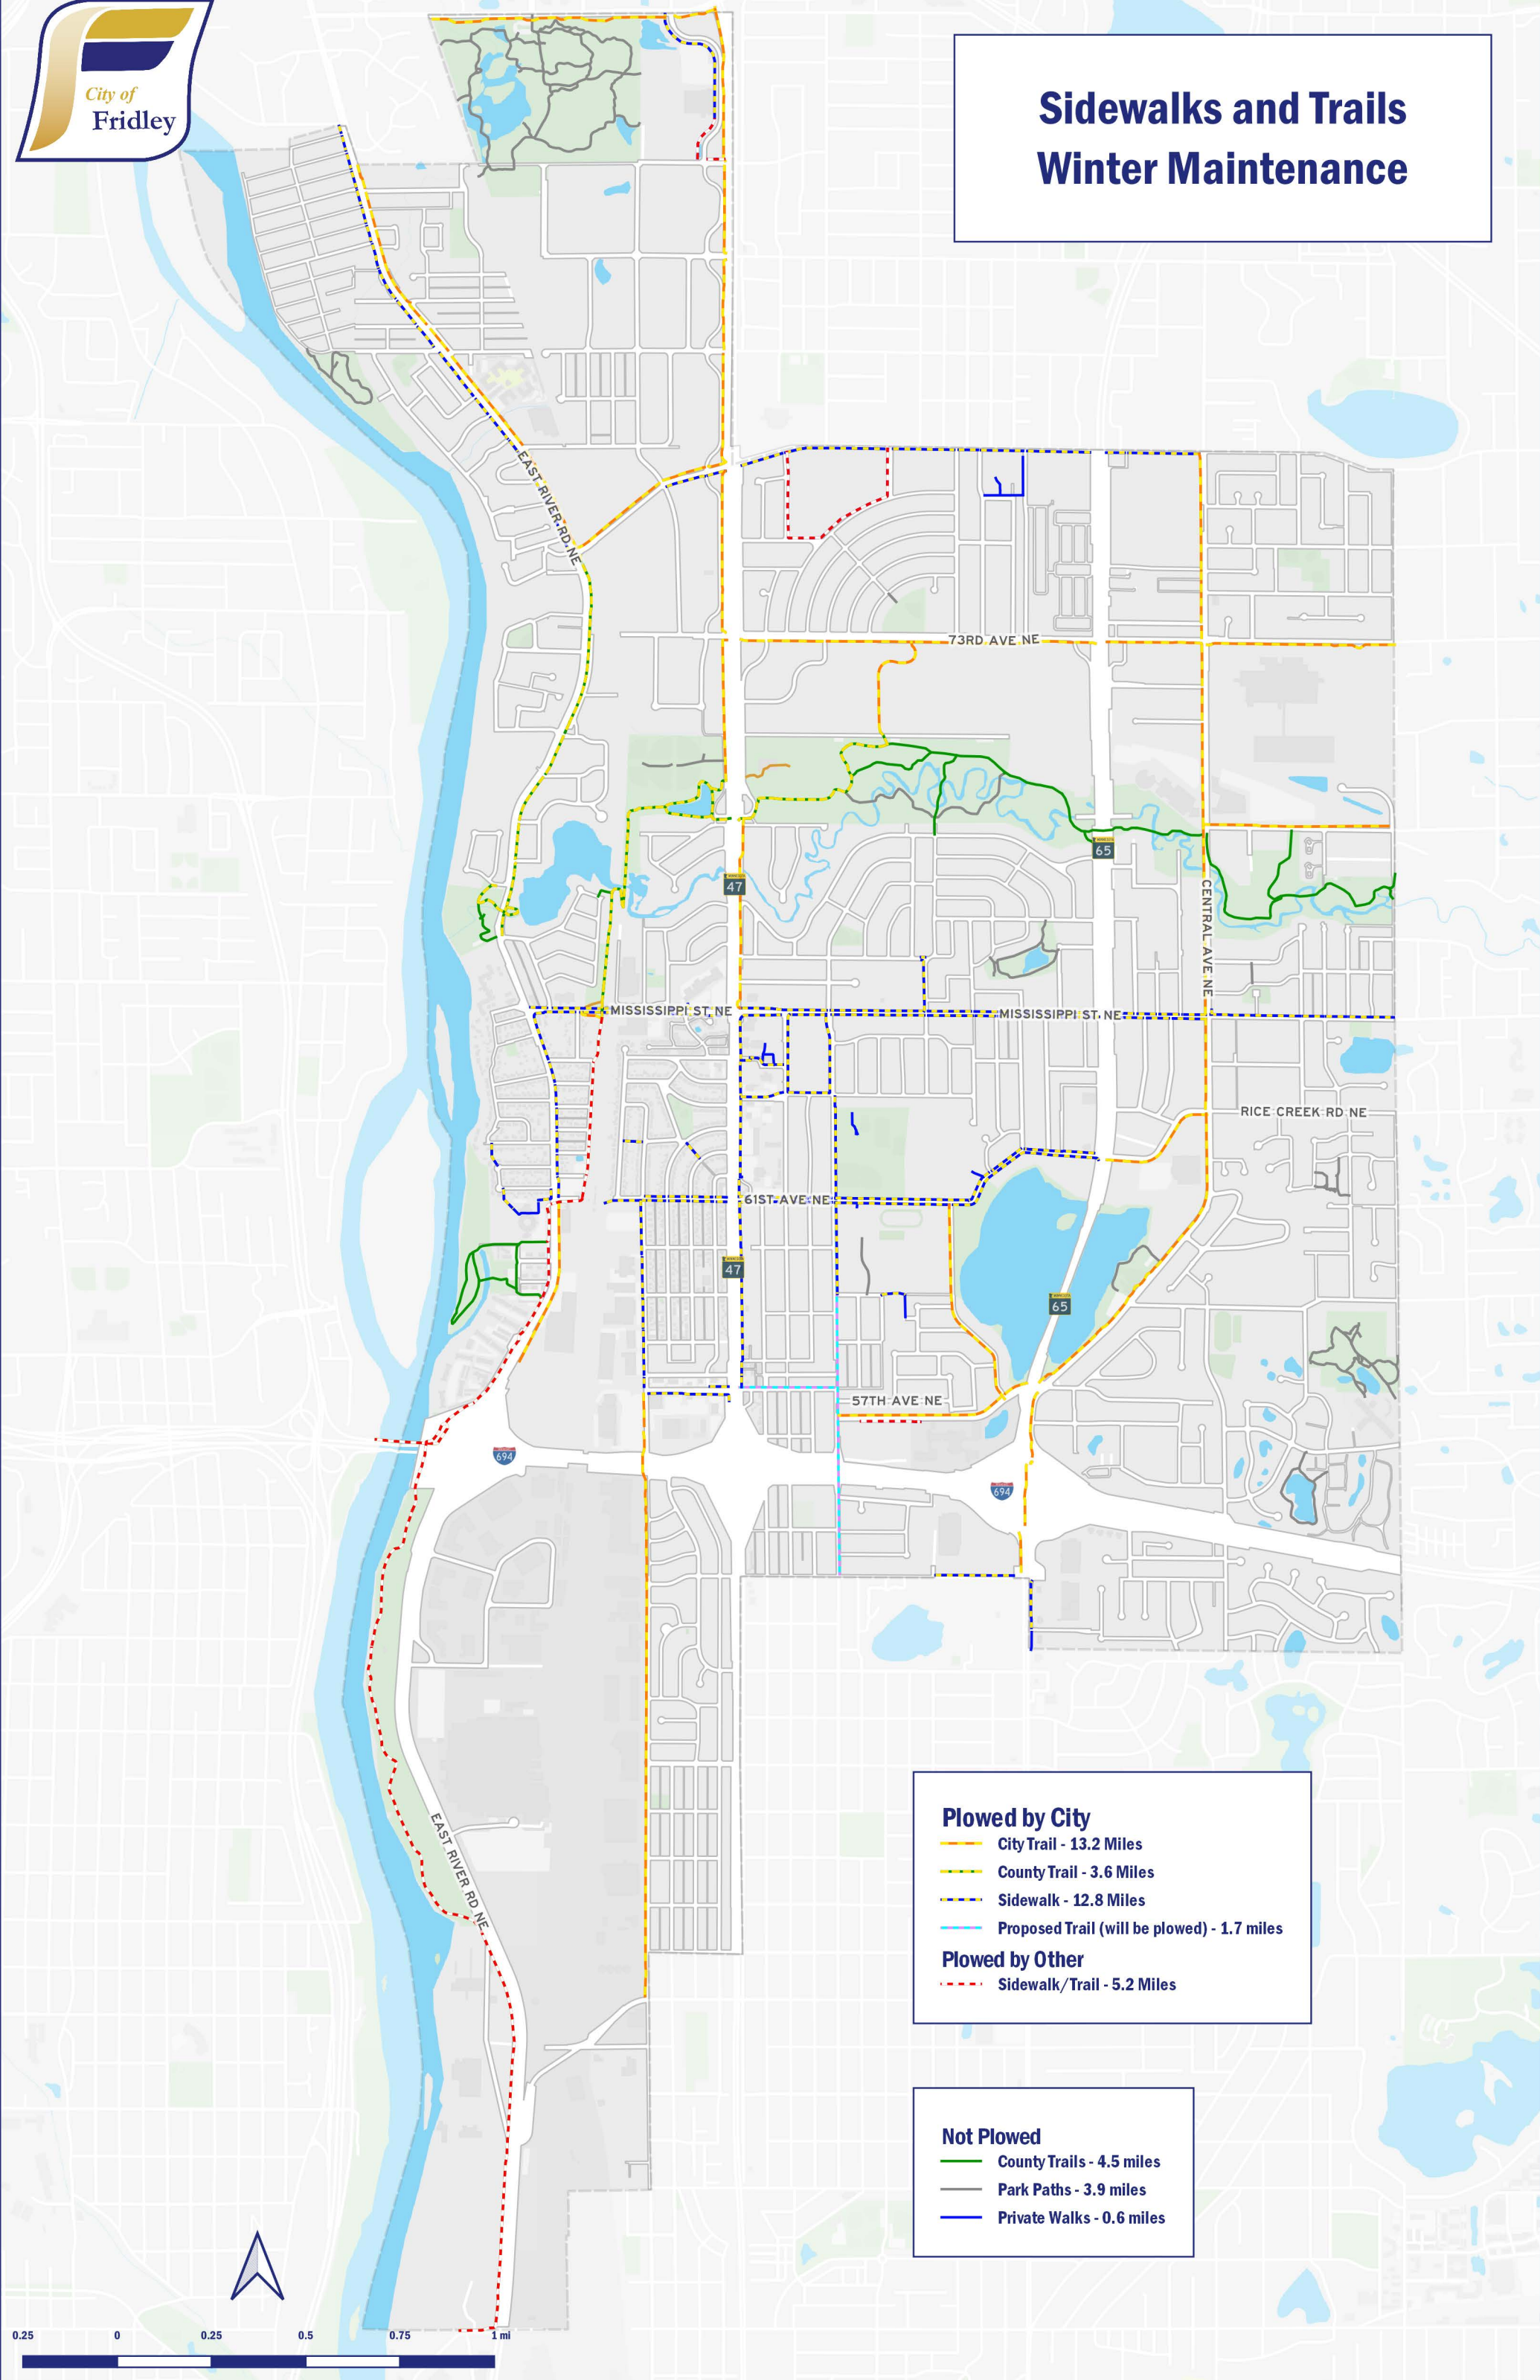 City of
Fridley
Sidewalks and Trails
Winter Maintenance
EAST RIVER RD NE
73RD AVE NE
65
47
CENTRAL AVE NE
MISSISSIPPI ST NE
MISSISSIPPI ST NE
RICE CREEK RD NE
61ST AVE NE
47
65
57TH AVE NE
694
694
EAST RIVER RD NE
Plowed by City
City Trail - 13.2 Miles
County Trail - 3.6 Miles
Sidewalk - 12.8 Miles
Proposed Trail (will be plowed) - 1.7 miles
Plowed by Other
Sidewalk/Trail - 5.2 Miles
Not Plowed
County Trails - 4.5 miles
Park Paths - 3.9 miles
Private Walks - 0.6 miles
0.25 0 0.25 0.5 0.75 1 mi